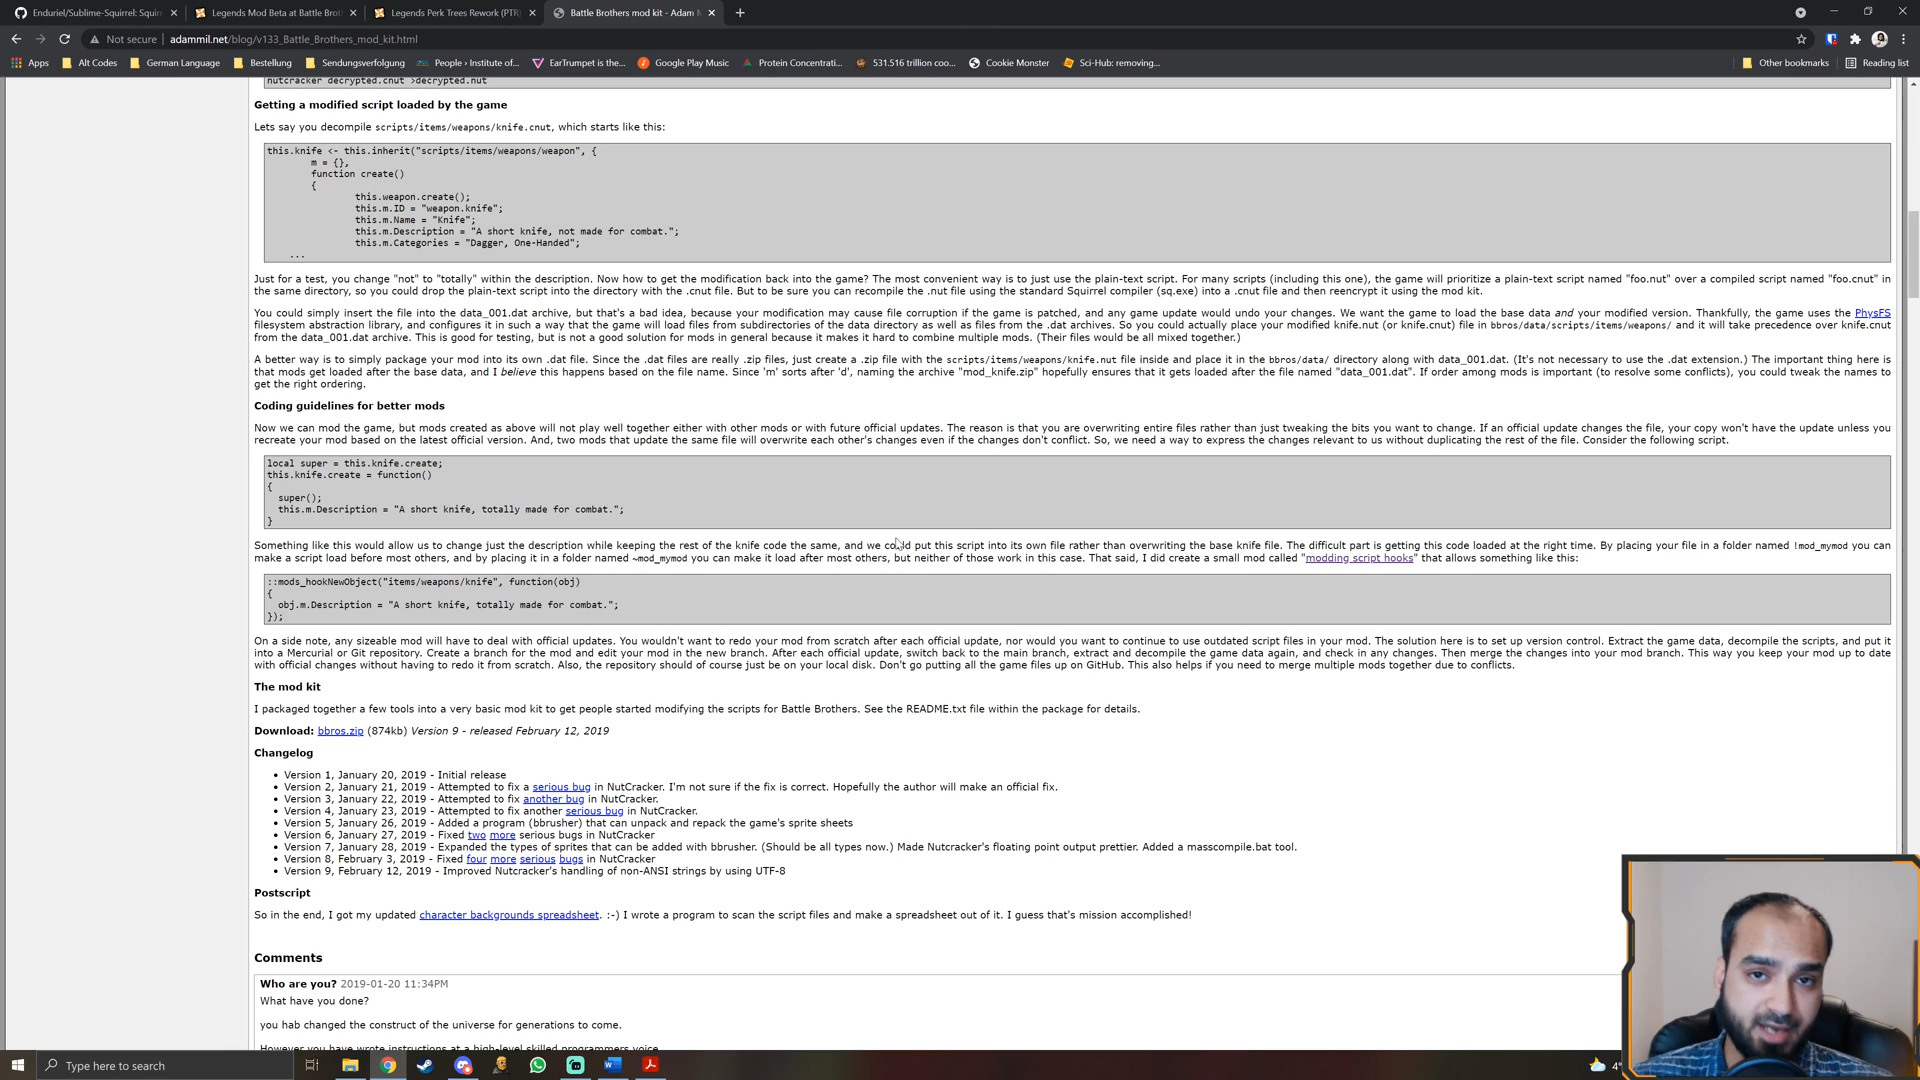 Enduriel/Sublime-Squirrel: Squirr
Legends Mod Beta at Battle Broth
Legends Perk Trees Rework (PTR)
Battle Brothers mod kit - Adam M
Not secure
adammil.net/blog/v133_Battle_Brothers_mod_kit.html
Apps
Alt Codes
German Language
Bestellung
Sendungsverfolgung
People › Institute of...
EarTrumpet is the...
Google Play Music
Protein Concentrati...
531.516 trillion coo...
Cookie Monster
Sci-Hub: removing...
Other bookmarks
Reading list
nutcracker decrypted.cnut >decrypted.nut
Getting a modified script loaded by the game
Lets say you decompile scripts/items/weapons/knife.cnut, which starts like this:
this.knife <- this.inherit("scripts/items/weapons/weapon", {
m = {},
function create()
{
this.weapon.create();
this.m.ID = "weapon.knife";
this.m.Name = "Knife";
this.m.Description = "A short knife, not made for combat.";
this.m.Categories = "Dagger, One-Handed";
...
Just for a test, you change "not" to "totally" within the description. Now how to get the modification back into the game? The most convenient way is to just use the plain-text script. For many scripts (including this one), the game will prioritize a plain-text script named "foo.nut" over a compiled script named "foo.cnut" in
the same directory, so you could drop the plain-text script into the directory with the .cnut file. But to be sure you can recompile the .nut file using the standard Squirrel compiler (sq.exe) into a .cnut file and then reencrypt it using the mod kit.
You could simply insert the file into the data_001.dat archive, but that's a bad idea, because your modification may cause file corruption if the game is patched, and any game update would undo your changes. We want the game to load the base data and your modified version. Thankfully, the game uses the PhysFS
filesystem abstraction library, and configures it in such a way that the game will load files from subdirectories of the data directory as well as files from the .dat archives. So you could actually place your modified knife.nut (or knife.cnut) file in bbros/data/scripts/items/weapons/ and it will take precedence over knife.cnut
from the data_001.dat archive. This is good for testing, but is not a good solution for mods in general because it makes it hard to combine multiple mods. (Their files would be all mixed together.)
A better way is to simply package your mod into its own .dat file. Since the .dat files are really .zip files, just create a .zip file with the scripts/items/weapons/knife.nut file inside and place it in the bbros/data/ directory along with data_001.dat. (It's not necessary to use the .dat extension.) The important thing here is
that mods get loaded after the base data, and I believe this happens based on the file name. Since 'm' sorts after 'd', naming the archive "mod_knife.zip" hopefully ensures that it gets loaded after the file named "data_001.dat". If order among mods is important (to resolve some conflicts), you could tweak the names to
get the right ordering.
Coding guidelines for better mods
Now we can mod the game, but mods created as above will not play well together either with other mods or with future official updates. The reason is that you are overwriting entire files rather than just tweaking the bits you want to change. If an official update changes the file, your copy won't have the update unless you
recreate your mod based on the latest official version. And, two mods that update the same file will overwrite each other's changes even if the changes don't conflict. So, we need a way to express the changes relevant to us without duplicating the rest of the file. Consider the following script.
local super = this.knife.create;
this.knife.create = function()
{
super();
this.m.Description = "A short knife, totally made for combat.";
}
Something like this would allow us to change just the description while keeping the rest of the knife code the same, and we could put this script into its own file rather than overwriting the base knife file. The difficult part is getting this code loaded at the right time. By placing your file in a folder named !mod_mymod you can
make a script load before most others, and by placing it in a folder named ~mod_mymod you can make it load after most others, but neither of those work in this case. That said, I did create a small mod called "modding script hooks" that allows something like this:
::mods_hookNewObject("items/weapons/knife", function(obj)
{
obj.m.Description = "A short knife, totally made for combat.";
});
On a side note, any sizeable mod will have to deal with official updates. You wouldn't want to redo your mod from scratch after each official update, nor would you want to continue to use outdated script files in your mod. The solution here is to set up version control. Extract the game data, decompile the scripts, and put it
into a Mercurial or Git repository. Create a branch for the mod and edit your mod in the new branch. After each official update, switch back to the main branch, extract and decompile the game data again, and check in any changes. Then merge the changes into your mod branch. This way you keep your mod up to date
with official changes without having to redo it from scratch. Also, the repository should of course just be on your local disk. Don't go putting all the game files up on GitHub. This also helps if you need to merge multiple mods together due to conflicts.
The mod kit
I packaged together a few tools into a very basic mod kit to get people started modifying the scripts for Battle Brothers. See the README.txt file within the package for details.
Download: bbros.zip (874kb) Version 9 - released February 12, 2019
Changelog
• Version 1, January 20, 2019 - Initial release
• Version 2, January 21, 2019 - Attempted to fix a serious bug in NutCracker. I'm not sure if the fix is correct. Hopefully the author will make an official fix.
• Version 3, January 22, 2019 - Attempted to fix another bug in NutCracker.
• Version 4, January 23, 2019 - Attempted to fix another serious bug in NutCracker.
• Version 5, January 26, 2019 - Added a program (bbrusher) that can unpack and repack the game's sprite sheets
• Version 6, January 27, 2019 - Fixed two more serious bugs in NutCracker
• Version 7, January 28, 2019 - Expanded the types of sprites that can be added with bbrusher. (Should be all types now.) Made Nutcracker's floating point output prettier. Added a masscompile.bat tool.
• Version 8, February 3, 2019 - Fixed four more serious bugs in NutCracker
• Version 9, February 12, 2019 - Improved Nutcracker's handling of non-ANSI strings by using UTF-8
Postscript
So in the end, I got my updated character backgrounds spreadsheet. :-) I wrote a program to scan the script files and make a spreadsheet out of it. I guess that's mission accomplished!
Comments
Who are you? 2019-01-20 11:34PM
What have you done?
you hab changed the construct of the universe for generations to come.
However you have wrote instructions at a high-level skilled programmers voice
Type here to search
4°